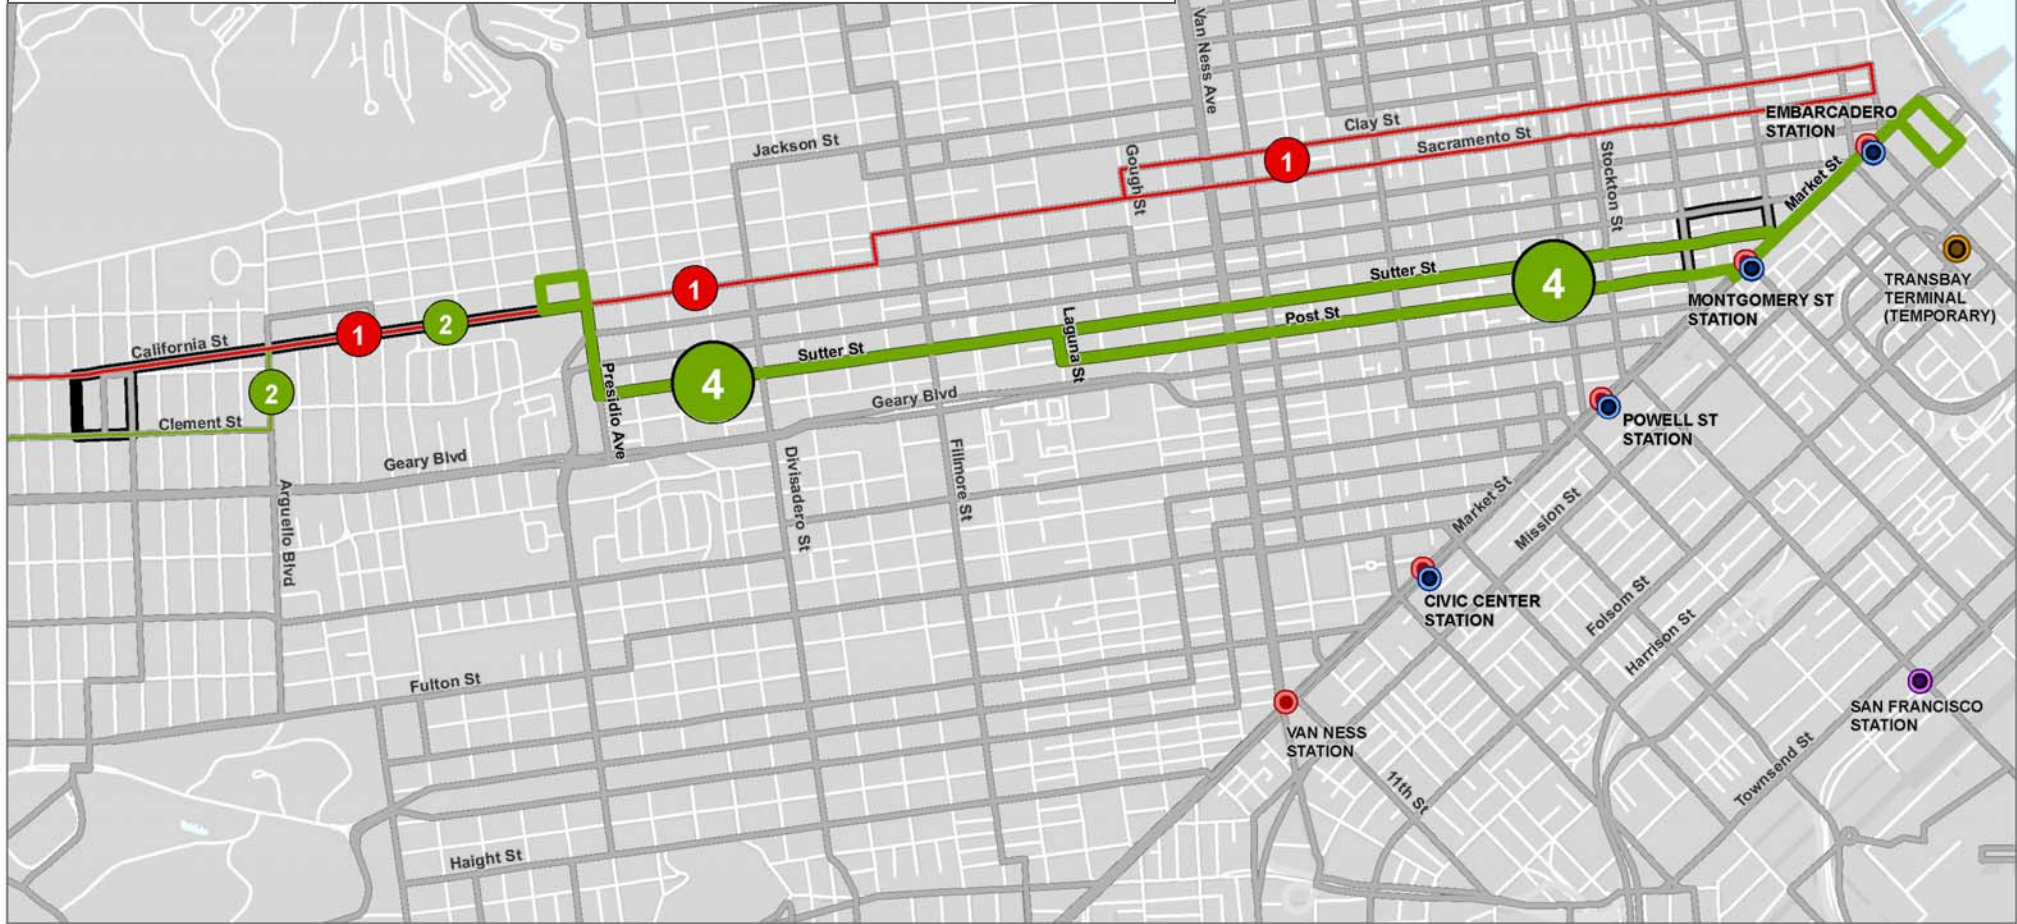 Van Ness Ave
EMBARCADERO
STATION
Clay St
Sacramento St
Jackson St
Gough St
1
Stockton St
Market St
TRANSBAY
TERMINAL
(TEMPORARY)
Sutter St
4
MONTGOMERY ST
STATION
Post St
1
2
1
California St
Laguna St
Sutter St
4
2
Presidio Ave
Geary Blvd
Clement St
POWELL ST
STATION
Geary Blvd
Divisadero St
Fillmore St
Arguello Blvd
Market St
Mission St
CIVIC CENTER
STATION
Folsom St
Harrison St
Fulton St
SAN FRANCISCO
STATION
VAN NESS
STATION
Townsend St
11th St
Haight St